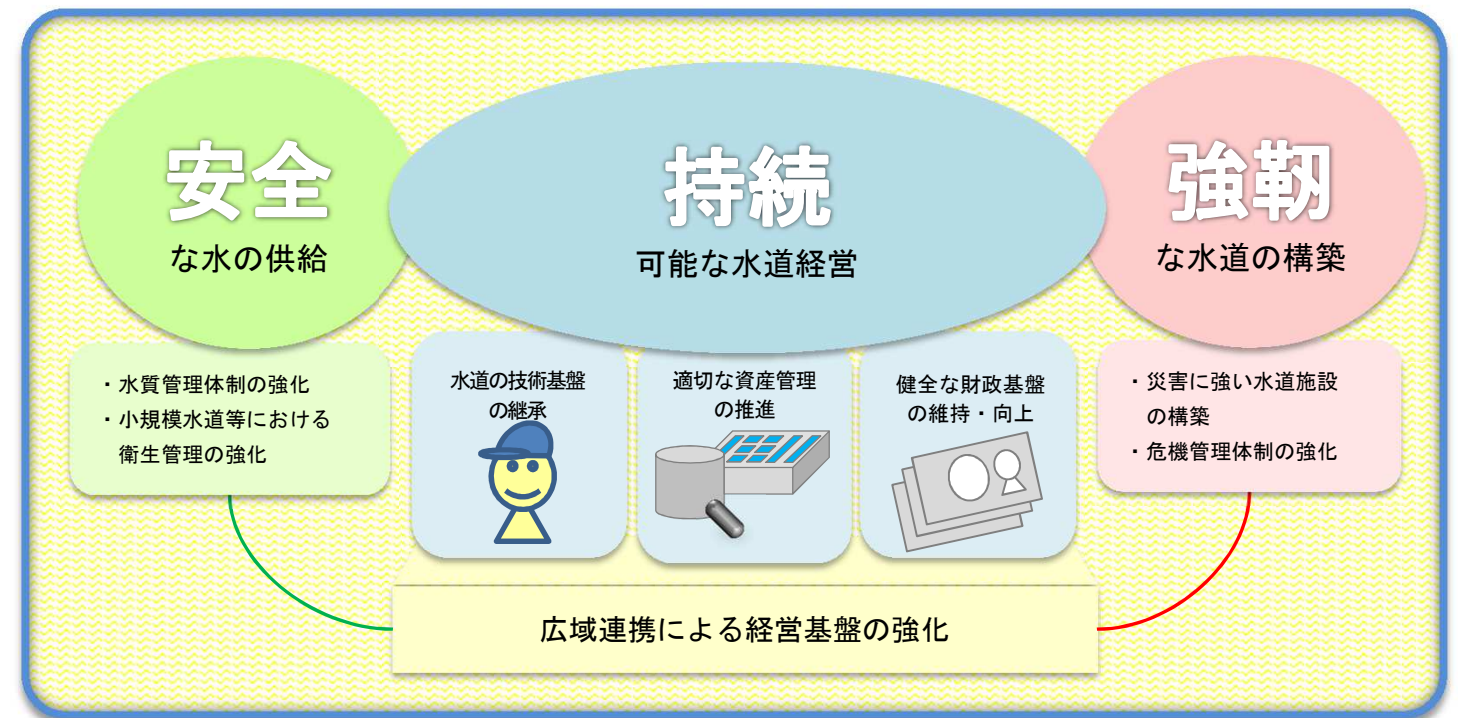 安全
な水の供給
持続
可能な水道経営
強靭
な水道の構築
・水質管理体制の強化
・小規模水道等における
衛生管理の強化
水道の技術基盤
の継承
適切な資産管理
の推進
健全な財政基盤
の維持・向上
・災害に強い水道施設
の構築
・危機管理体制の強化
広域連携による経営基盤の強化